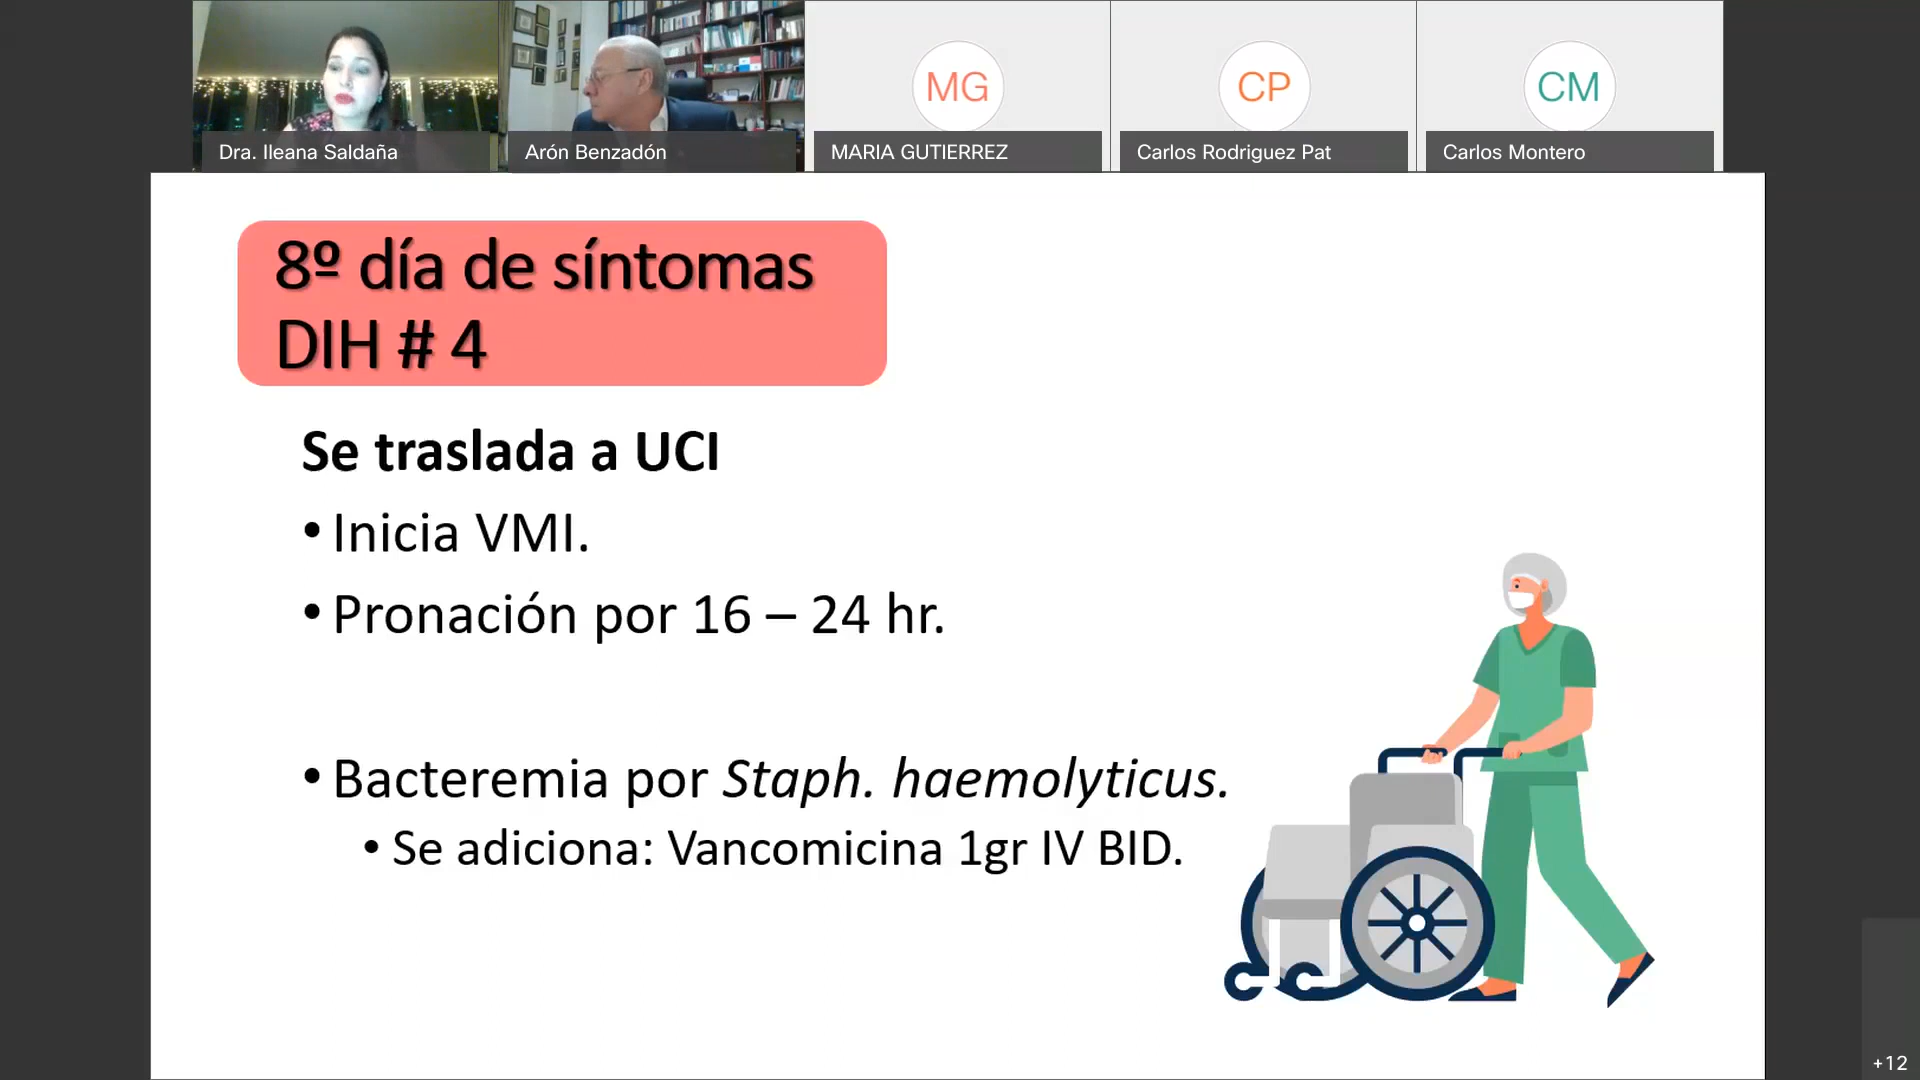 Dra. Ileana Saldaña
Arón Benzadón
MG
MARIA GUTIERREZ
CP
Carlos Rodriguez Pat
CM
Carlos Montero
8º día de síntomas
DIH # 4
Se traslada a UCI
• Inicia VMI.
• Pronación por 16 – 24 hr.
• Bacteremia por Staph. haemolyticus.
• Se adiciona: Vancomicina 1gr IV BID.
+12